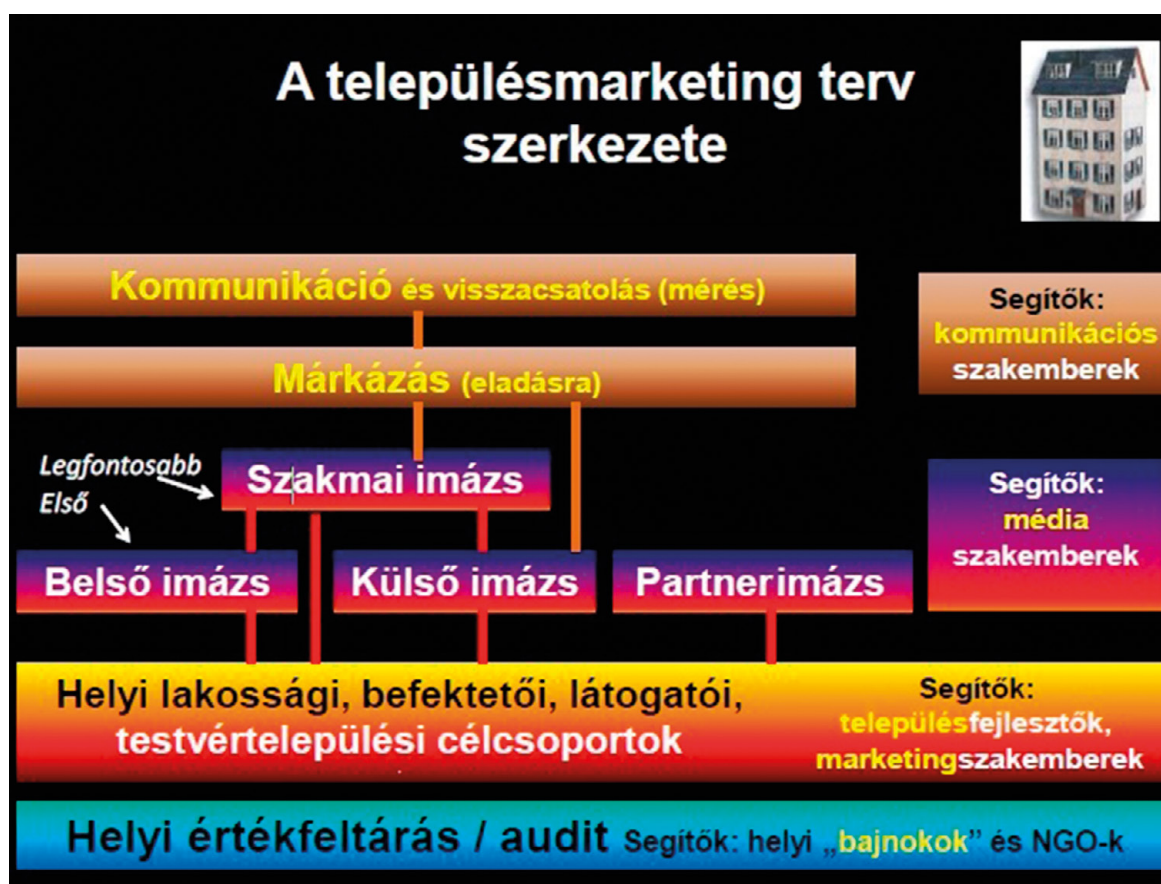 A településmarketing terv
szerkezete
Kommunikáció és visszacsatolás (mérés)
Segítők:
kommunikációs
szakemberek
Márkázás (eladásra)
Legfontosabb
Első
Szakmai imázs
Segítők:
média
szakemberek
Belső imázs
Külső imázs
Partnerimázs
Helyi lakossági, befektetői, látogatói,
testvértelepülési célcsoportok
Segítők:
településfejlesztők,
marketingszakemberek
Helyi értékfeltárás / audit Segítők: helyi „bajnokok” és NGO-k